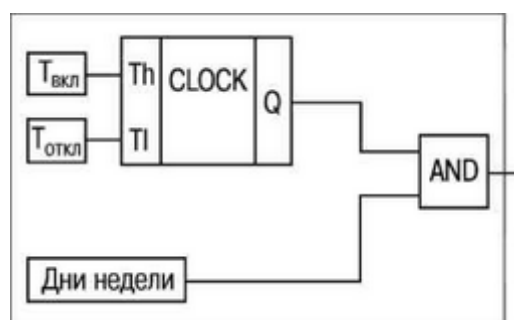 Tвкл
Th
CLOCK
Q
Tоткл
Tl
AND
Дни недели